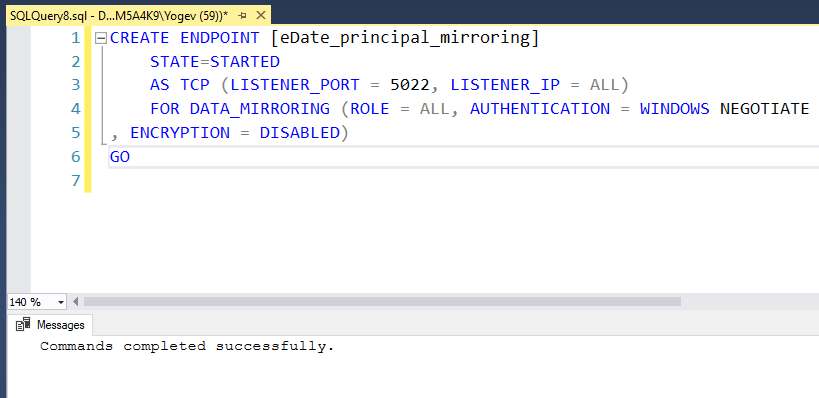 SQLQuery8.sql - D...M5A4K9\Yogev (59))*
1 CREATE ENDPOINT [eDate_principal_mirroring]
2 STATE=STARTED
3 AS TCP (LISTENER_PORT = 5022, LISTENER_IP = ALL)
4 FOR DATA_MIRRORING (ROLE = ALL, AUTHENTICATION = WINDOWS NEGOTIATE
5 , ENCRYPTION = DISABLED)
6 GO
7
140 %
Messages
Commands completed successfully.